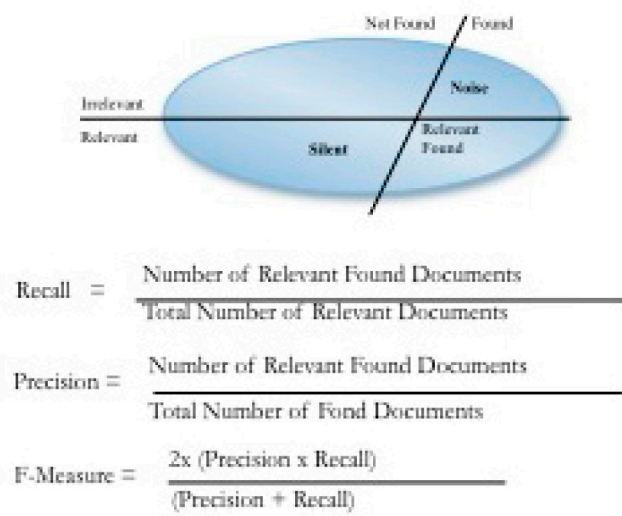 Not Found Found
Noise
Irrelevant
Relevant
Relevant
Found
Silent
Number of Relevant Found Documents
Recall =
Total Number of Relevant Documents
Number of Relevant Found Documents
Precision =
Total Number of Fond Documents
2x (Precision x Recall)
F-Measure =
(Precision + Recall)